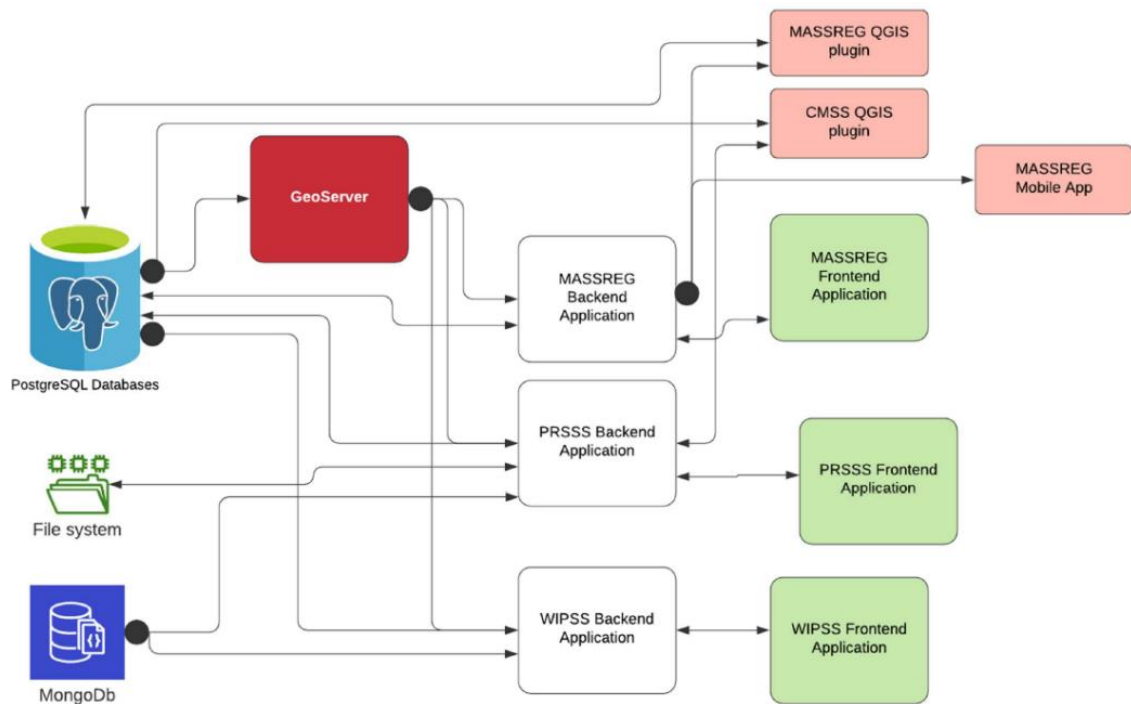 MASSREG QGIS
plugin
CMSS QGIS
plugin
MASSREG
Mobile App
GeoServer
MASSREG
Backend
Application
MASSREG
Frontend
Application
PostgreSQL Databases
PRSSS Backend
Application
PRSSS Frontend
Application
File system
WIPSS Backend
Application
WIPSS Frontend
Application
MongoDb